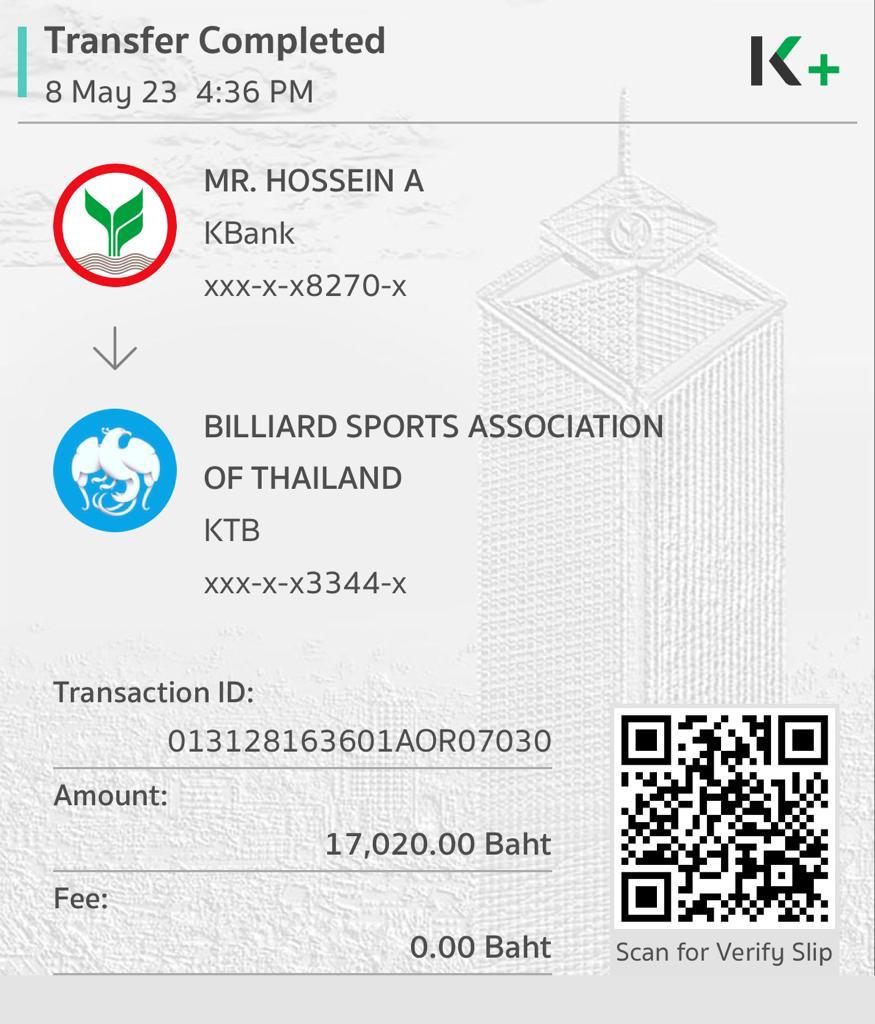 Transfer Completed
8 May 23 4:36 PM
K+
MR. HOSSEIN A
KBank
xxx-x-x8270-x
BILLIARD SPORTS ASSOCIATION
OF THAILAND
KTB
xxx-x-x3344-x
Transaction ID:
013128163601AOR07030
Amount:
17,020.00 Baht
Fee:
0.00 Baht
Scan for Verify Slip